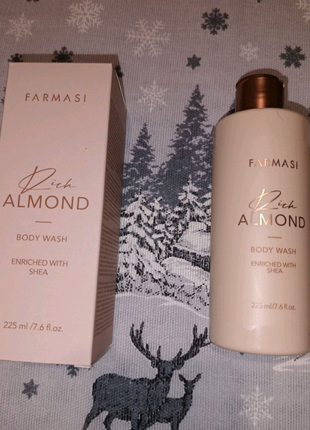 FARMASI
Rich
ALMOND
BODY WASH
ENRICHED WITH
SHEA
225 ml/7.6 fl.oz.
FARMASI
Rich
ALMOND
BODY WASH
ENRICHED WITH
SHEA
225 ml/7.6 fl.oz.